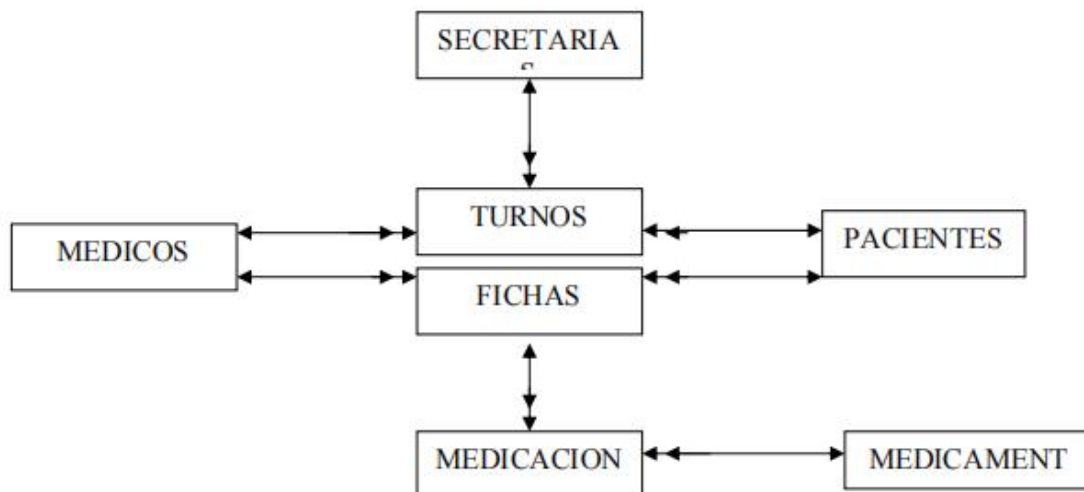 SECRETARIA
TURNOS
MEDICOS
PACIENTES
FICHAS
MEDICACION
MEDICAMENT